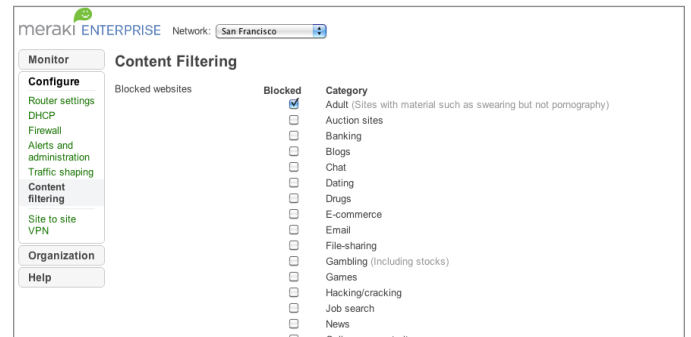 meraki ENTERPRISE Network: San Francisco
Monitor
Configure
Router settings
DHCP
Firewall
Alerts and
administration
Traffic shaping
Content
filtering
Site to site
VPN
Organization
Help
Content Filtering
Blocked websites
Blocked Category
Adult (Sites with material such as swearing but not pornography)
Auction sites
Banking
Blogs
Chat
Dating
Drugs
E-commerce
Email
File-sharing
Gambling (Including stocks)
Games
Hacking/cracking
Job search
News